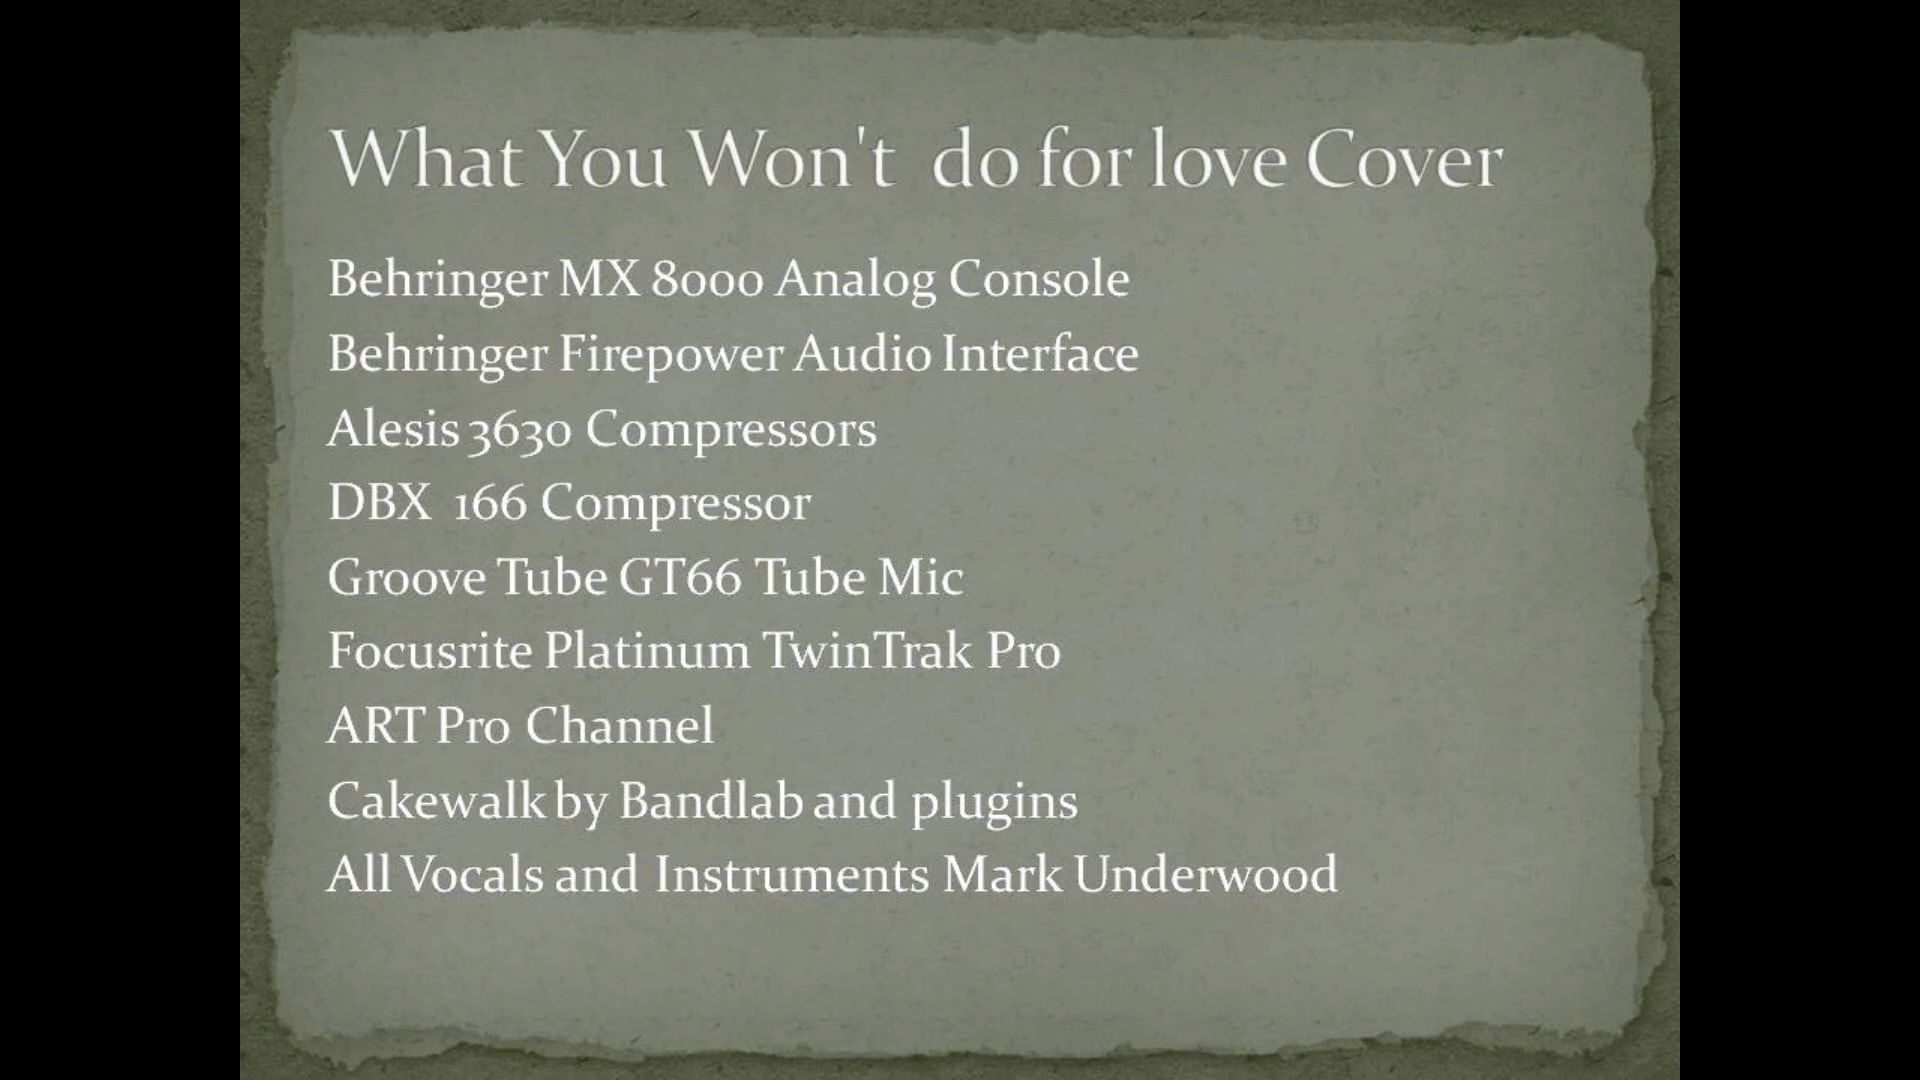 What You Won't do for love Cover
Behringer MX 8000 Analog Console
Behringer Firepower Audio Interface
Alesis 3630 Compressors
DBX 166 Compressor
Groove Tube GT66 Tube Mic
Focusrite Platinum TwinTrak Pro
ART Pro Channel
Cakewalk by Bandlab and plugins
All Vocals and Instruments Mark Underwood